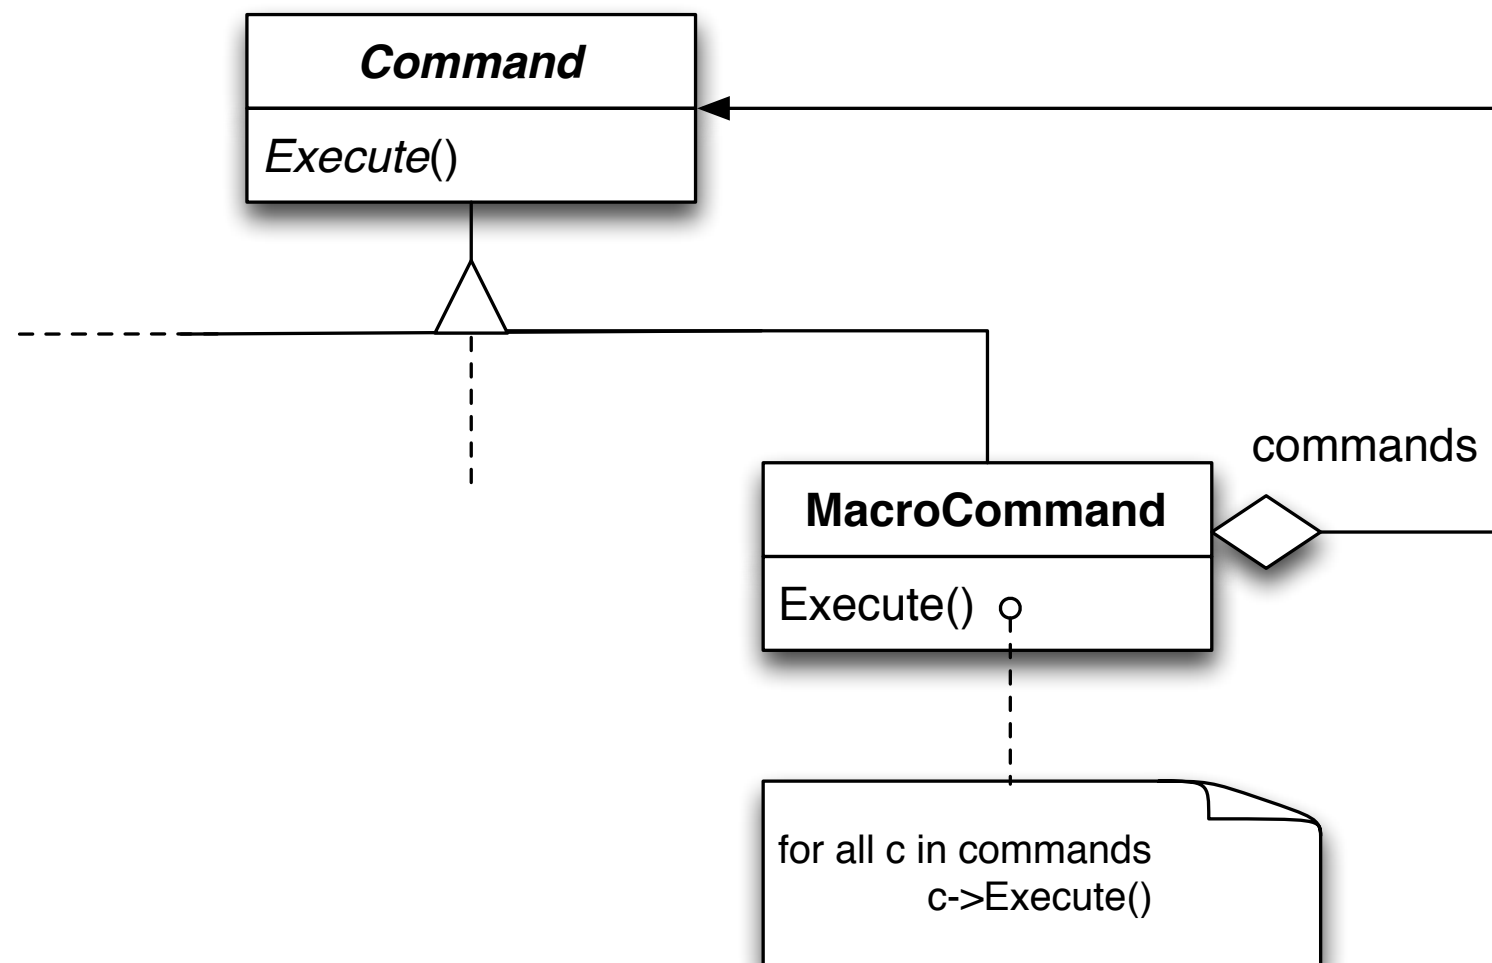 Command
Execute()
commands
MacroCommand
Execute()
for all c in commands
c->Execute()